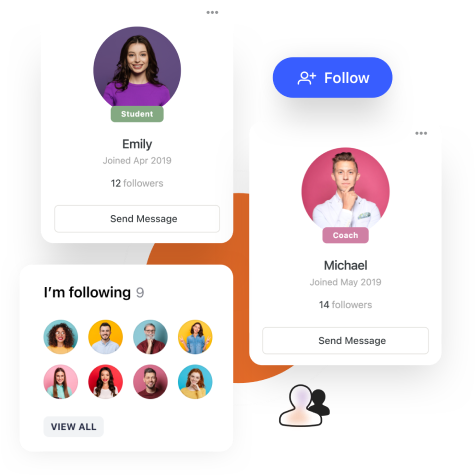 Student
Emily
Joined Apr 2019
12 followers
Send Message
Follow
Coach
Michael
Joined May 2019
14 followers
Send Message
I'm following 9
VIEW ALL